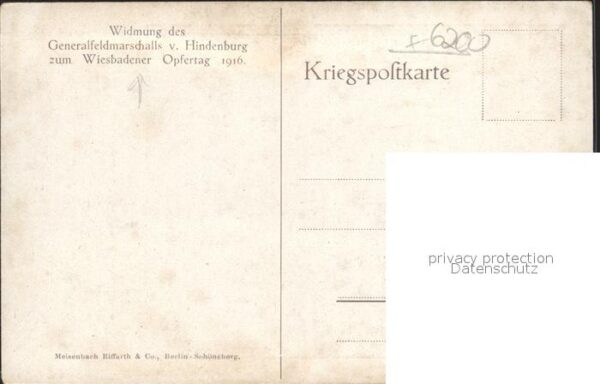 Widmung des
Generalfeldmarschalls v. Hindenburg
zum Wiesbadener Opfertag 1916.
6200
Kriegspoſtkarte
privacy protection
Datenschutz
Meisenbach Riffarth & Co., Berlin-Schöneberg.